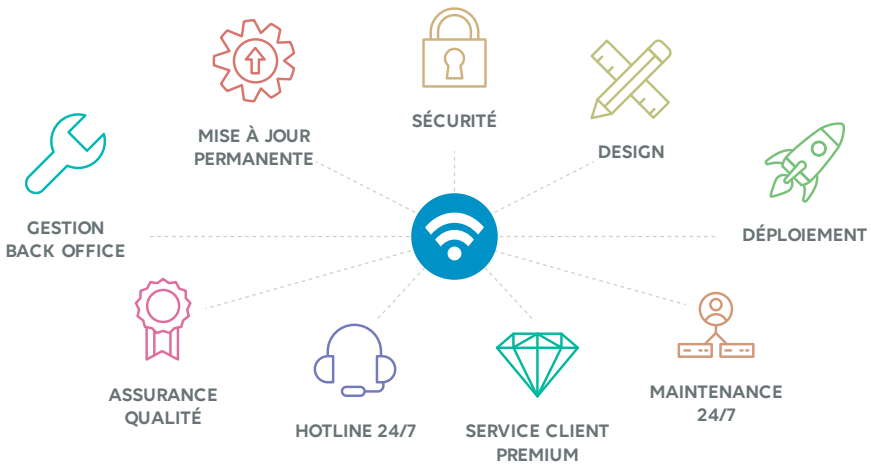 SÉCURITÉ
MISE À JOUR
PERMANENTE
DESIGN
GESTION
BACK OFFICE
DÉPLOIEMENT
ASSURANCE
QUALITÉ
MAINTENANCE
24/7
HOTLINE 24/7
SERVICE CLIENT
PREMIUM